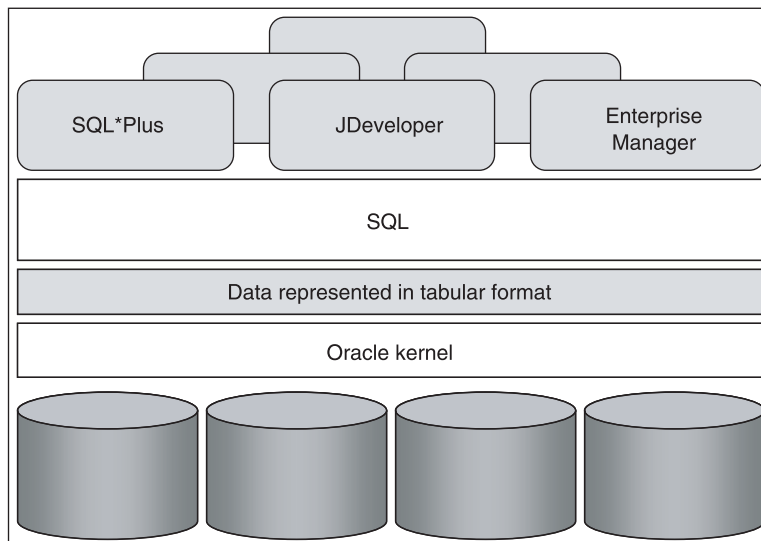 SQL*Plus
JDeveloper
Enterprise
Manager
SQL
Data represented in tabular format
Oracle kernel